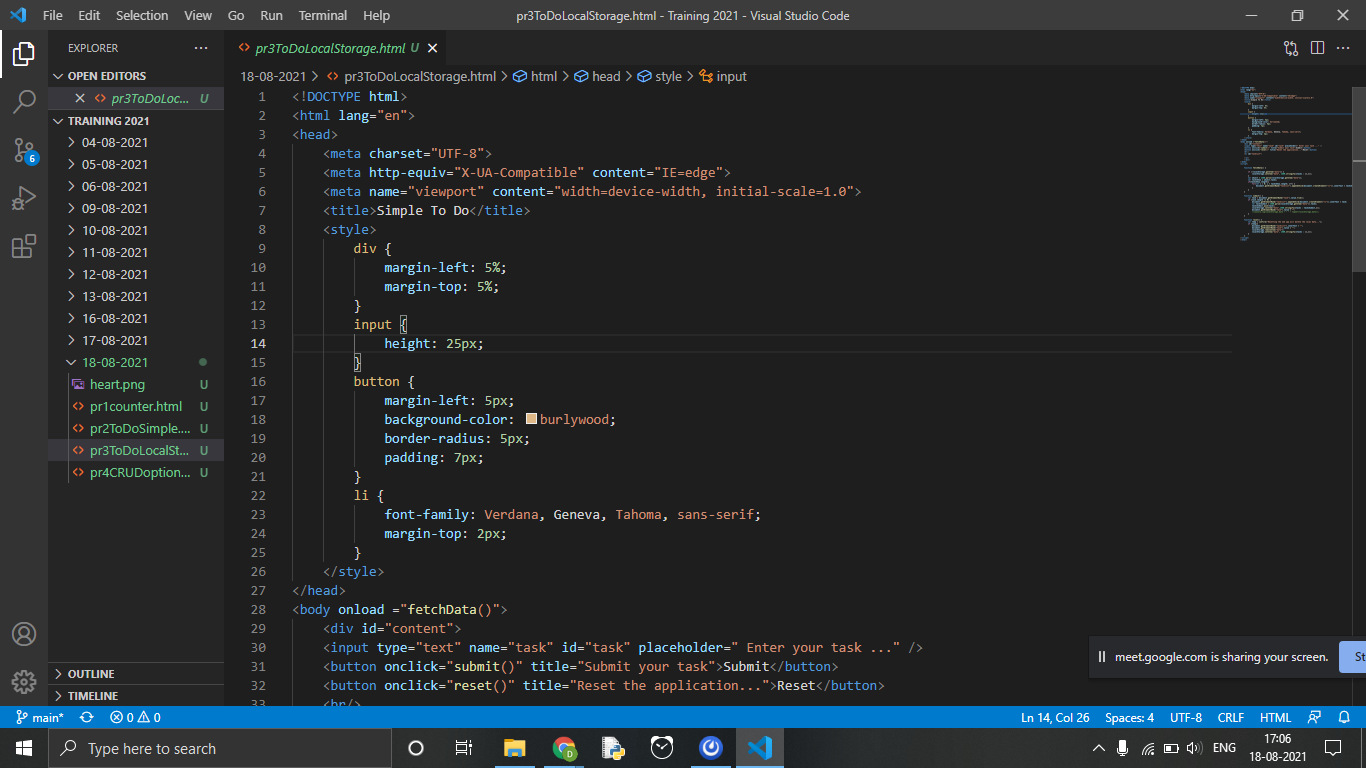 File Edit Selection View Go Run Terminal Help
pr3ToDoLocalStorage.html - Training 2021 - Visual Studio Code
EXPLORER
OPEN EDITORS
pr3ToDoLoc... U
TRAINING 2021
04-08-2021
05-08-2021
06-08-2021
09-08-2021
10-08-2021
11-08-2021
12-08-2021
13-08-2021
16-08-2021
17-08-2021
18-08-2021
heart.png U
pr1counter.html U
pr2ToDoSimple.... U
pr3ToDoLocalSt... U
pr4CRUDoption... U
OUTLINE
TIMELINE
6
pr3ToDoLocalStorage.html U
18-08-2021 > pr3ToDoLocalStorage.html > html > head > style > input
1 <!DOCTYPE html>
2 <html lang="en">
3 <head>
4 <meta charset="UTF-8">
5 <meta http-equiv="X-UA-Compatible" content="IE=edge">
6 <meta name="viewport" content="width=device-width, initial-scale=1.0">
7 <title>Simple To Do</title>
8 <style>
9 div {
10 margin-left: 5%;
11 margin-top: 5%;
12 }
13 input {
14 height: 25px;
15 }
16 button {
17 margin-left: 5px;
18 background-color: burlywood;
19 border-radius: 5px;
20 padding: 7px;
21 }
22 li {
23 font-family: Verdana, Geneva, Tahoma, sans-serif;
24 margin-top: 2px;
25 }
26 </style>
27 </head>
28 <body onload ="fetchData()">
29 <div id="content">
30 <input type="text" name="task" id="task" placeholder=" Enter your task ..." />
31 <button onclick="submit()" title="Submit your task">Submit</button>
32 <button onclick="reset()" title="Reset the application...">Reset</button>
33 <br/>
meet.google.com is sharing your screen. St
main* 0 0
Ln 14, Col 26 Spaces: 4 UTF-8 CRLF HTML
Type here to search
D
ENG
17:06
18-08-2021